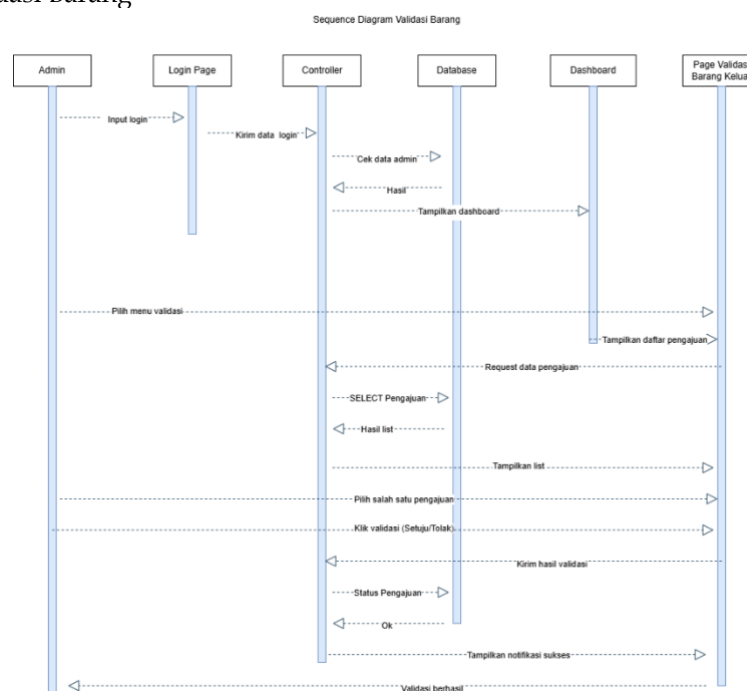 Sequence Diagram Validasi Barang
Admin
Login Page
Controller
Database
Dashboard
Page Validas
Barang Kelua
Input login
Kirim data login
Cek data admin
Hasil
Tampilkan dashboard
Pilih menu validasi
Tampilkan daftar pengajuan
Request data pengajuan
SELECT Pengajuan
Hasil list
Tampilkan list
Pilih salah satu pengajuan
Klik validasi (Setuju/Tolak)
Kirim hasil validasi
Status Pengajuan
Ok
Tampilkan notifikasi sukses
Validasi berhasil